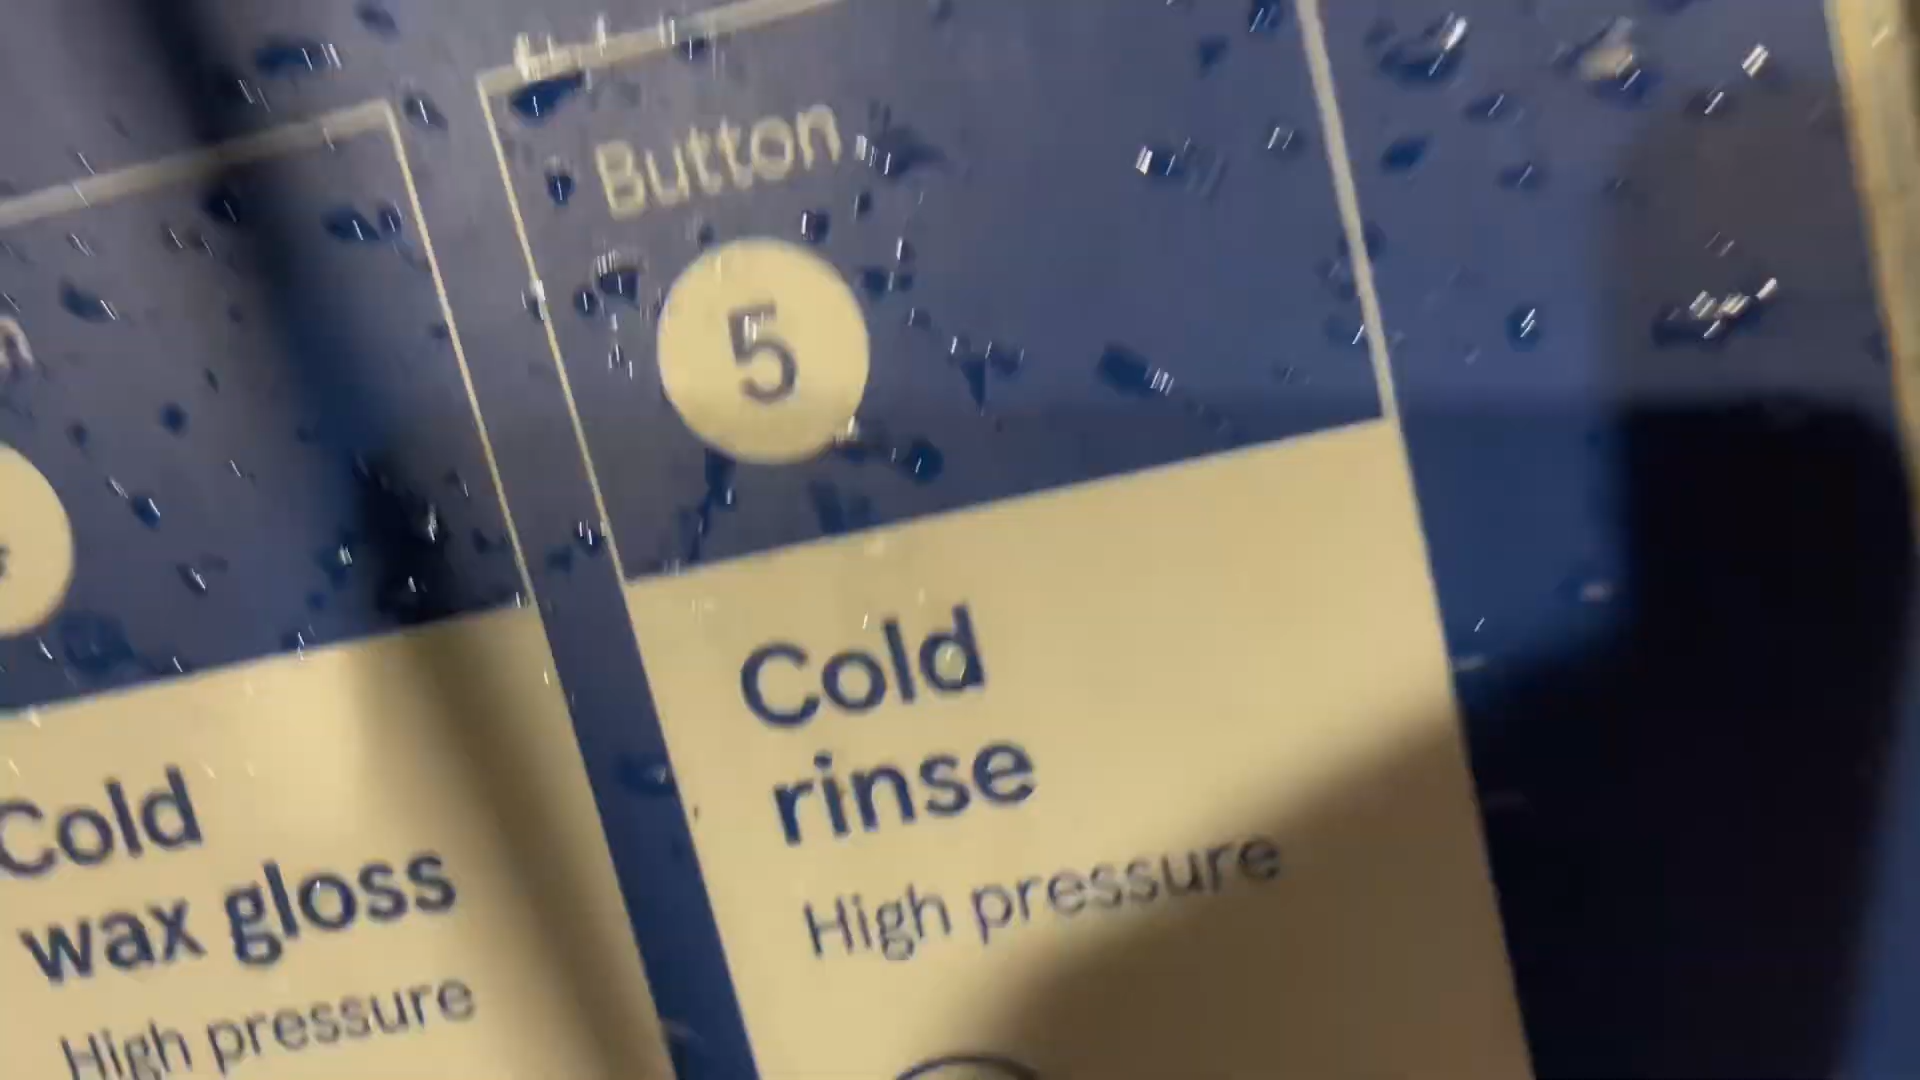 Cold
wax gloss
High pressure
Button
5
Cold
rinse
High pressure